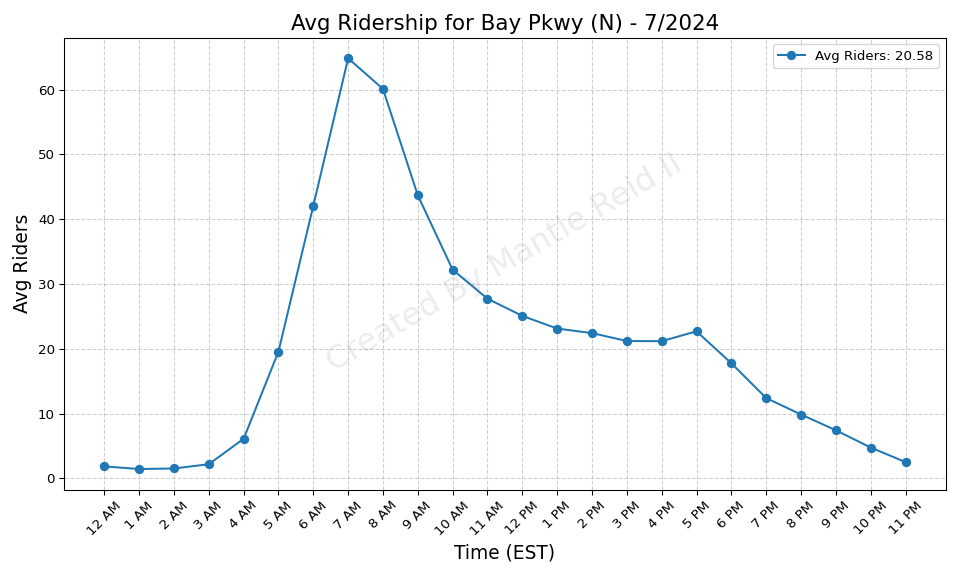 Avg Ridership for Bay Pkwy (N) - 7/2024
Avg Riders: 20.58
Avg Riders
60
50
40
30
20
10
0
Created By Mantle Reid II
12 AM
1 AM
2 AM
3 AM
4 AM
5 AM
6 AM
7 AM
8 AM
9 AM
10 AM
11 AM
12 PM
1 PM
2 PM
3 PM
4 PM
5 PM
6 PM
7 PM
8 PM
9 PM
10 PM
11 PM
Time (EST)